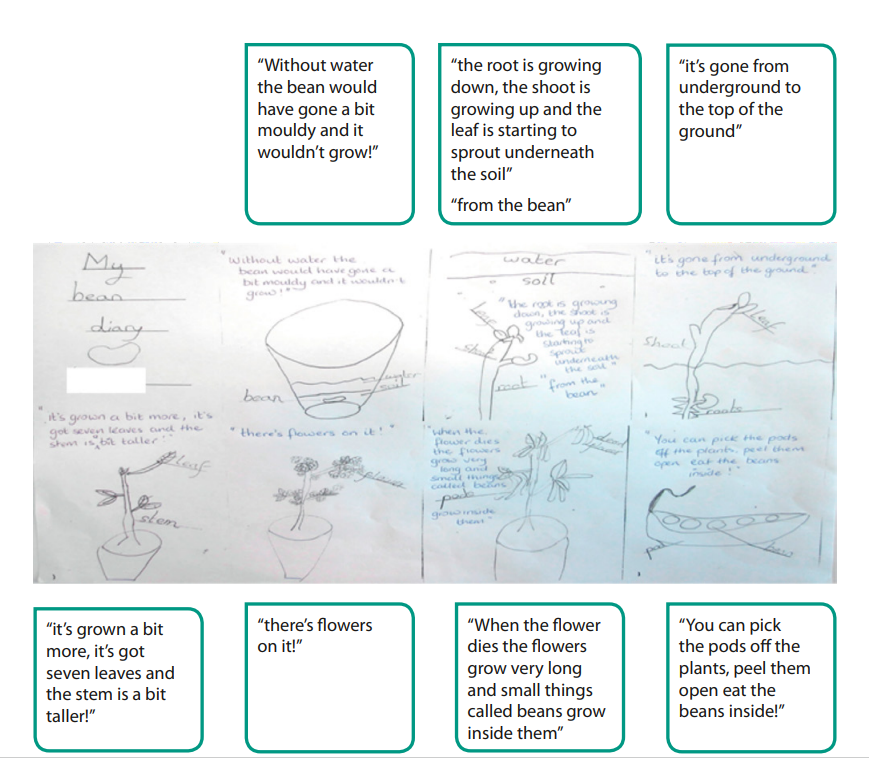 “Without water
the bean would
have gone a bit
mouldy and it
wouldn’t grow!”
“the root is growing
down, the shoot is
growing up and the
leaf is starting to
sprout underneath
the soil”
“from the bean”
“it’s gone from
underground to
the top of the
ground”
My
bean
diary
"Without water the
bean would have gone a
bit mouldy and it wouldn't
grow!"
water
soil
bean
water
soil
"the root is growing
down, the shoot is
growing up and
the leaf is
starting to
sprout
underneath
the soil"
"from the
bean"
Leaf
Shoot
root
"it's gone from underground
to the top of the ground"
Leaf
Shoot
roots
"it's grown a bit more, it's
got seven leaves and the
stem is a bit taller!"
Leaf
stem
"there's flowers on it!"
flower
"When the
flower dies
the flowers
grow very
long and
small things
called beans
grow inside
them"
pods
"You can pick the pods
off the plants, peel them
open eat the beans
inside!"
pod
bean
“it’s grown a bit
more, it’s got
seven leaves and
the stem is a bit
taller!”
“there’s flowers
on it!”
“When the flower
dies the flowers
grow very long
and small things
called beans grow
inside them”
“You can pick
the pods off the
plants, peel them
open eat the
beans inside!”